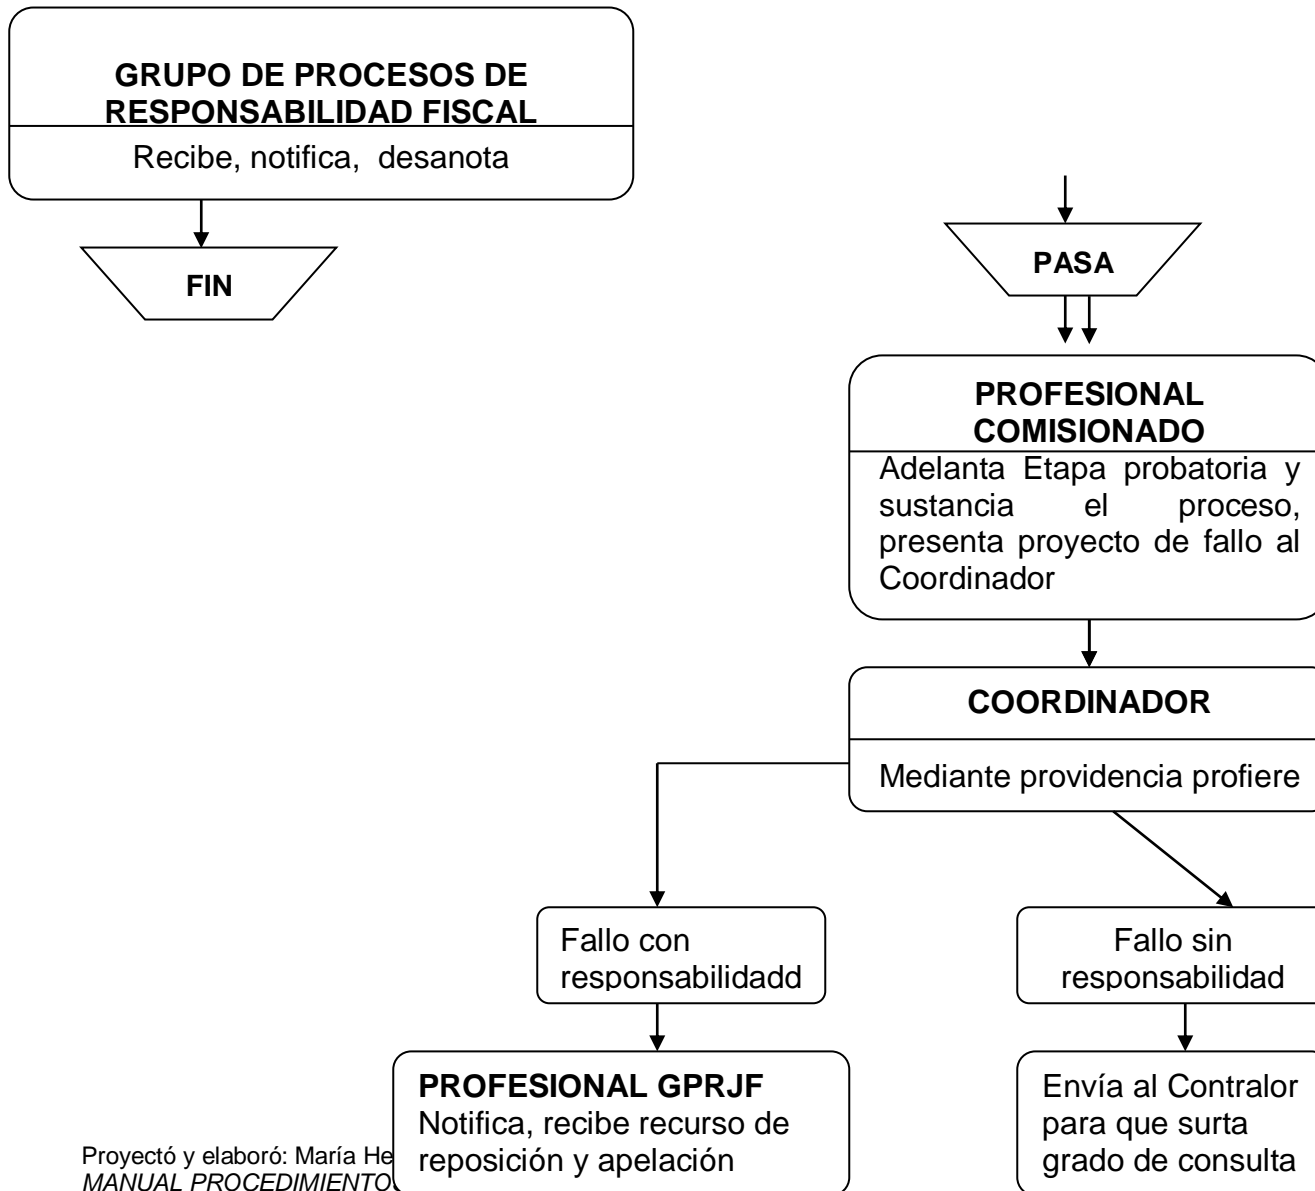 GRUPO DE PROCESOS DE
RESPONSABILIDAD FISCAL
Recibe, notifica, desanota
FIN
PASA
PROFESIONAL
COMISIONADO
Adelanta Etapa probatoria y
sustancia el proceso,
presenta proyecto de fallo al
Coordinador
COORDINADOR
Mediante providencia profiere
Fallo con
responsabilidadd
Fallo sin
responsabilidad
PROFESIONAL GPRJF
Notifica, recibe recurso de
reposición y apelación
Envía al Contralor
para que surta
grado de consulta
Proyectó y elaboró: María
MANUAL